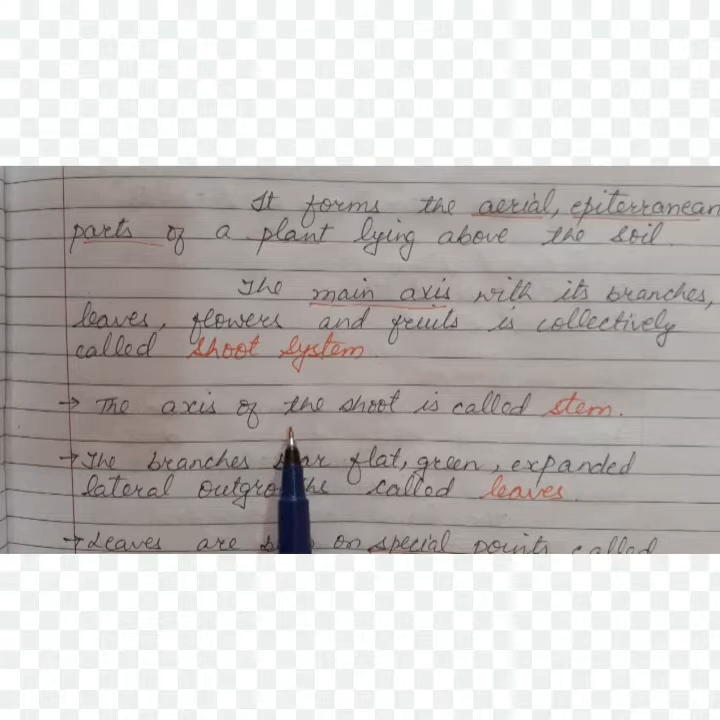 It forms the aerial, epiterranean
parts of a plant lying above the soil.
The main axis with its branches,
leaves, flowers and fruits is collectively
called shoot system.
→ The axis of the shoot is called stem.
→ The branches flat, green, expanded
lateral called leaves.
→ Leaves are on special points called